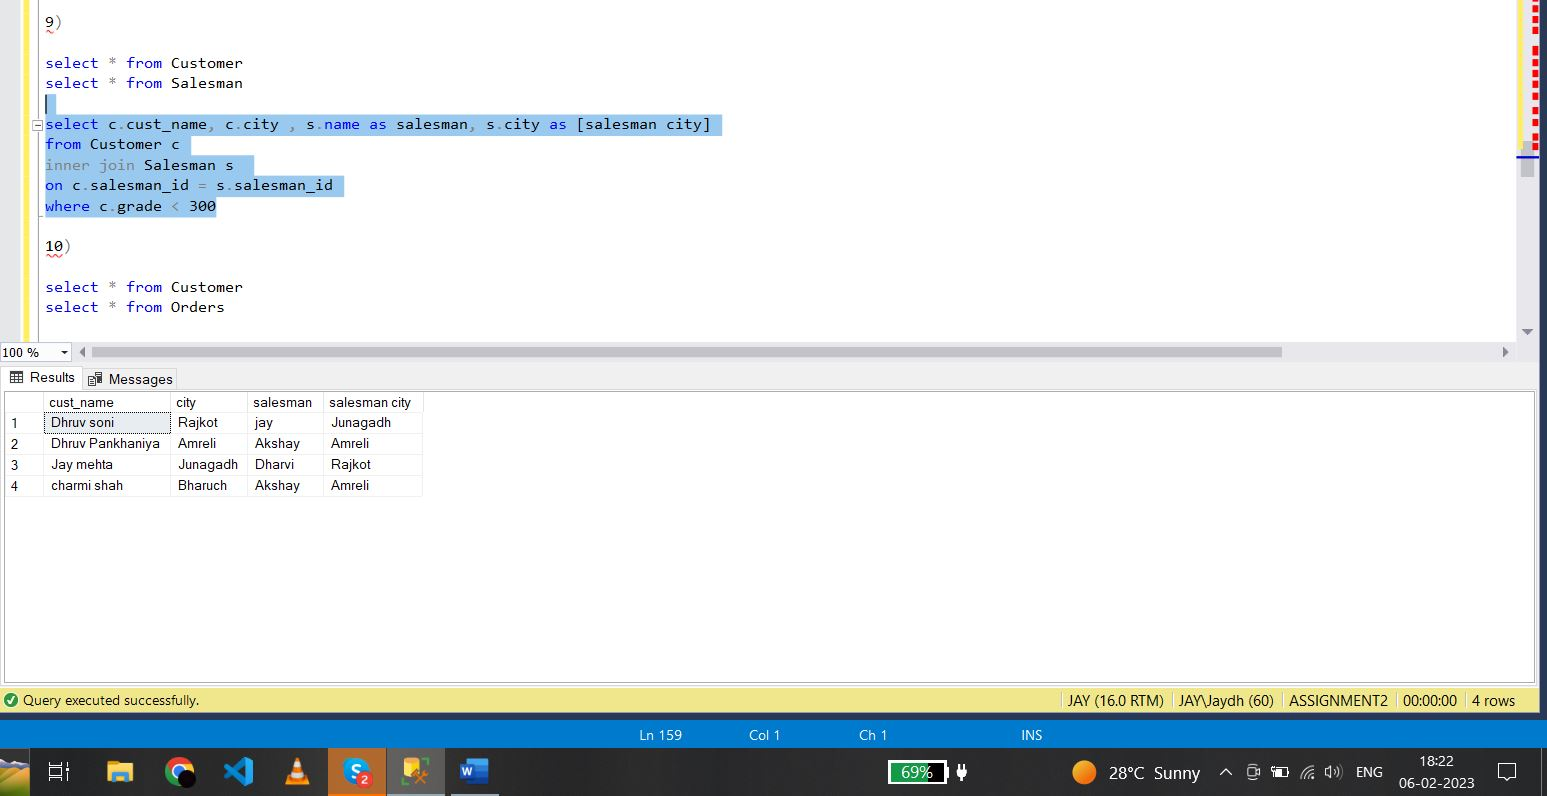 9)
select * from Customer
select * from Salesman
select c.cust_name, c.city , s.name as salesman, s.city as [salesman city]
from Customer c
inner join Salesman s
on c.salesman_id = s.salesman_id
where c.grade < 300
10)
select * from Customer
select * from Orders
100 %
Results Messages
cust_name city salesman salesman city
1 Dhruv soni Rajkot jay Junagadh
2 Dhruv Pankhaniya Amreli Akshay Amreli
3 Jay mehta Junagadh Dharvi Rajkot
4 charmi shah Bharuch Akshay Amreli
Query executed successfully. JAY (16.0 RTM) JAY\Jaydh (60) ASSIGNMENT2 00:00:00 4 rows
Ln 159 Col 1 Ch 1 INS
S 2 W 69% 28°C Sunny ENG 18:22
06-02-2023